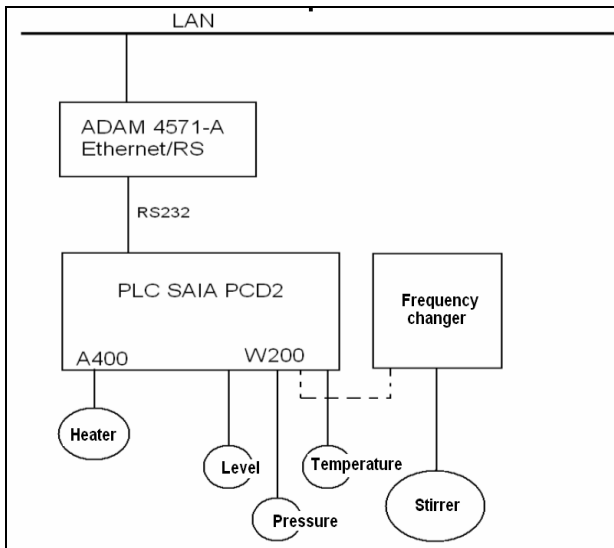 LAN
ADAM 4571-A
Ethernet/RS
RS232
PLC SAIA PCD2
Frequency
changer
A400
W200
Heater
Level
Temperature
Pressure
Stirrer